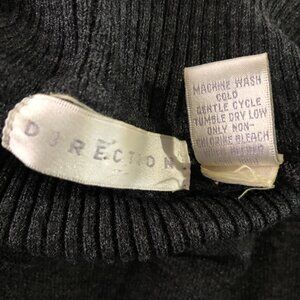 DIRECTION
MACHINE WASH
COLD
GENTLE CYCLE
TUMBLE DRY LOW
ONLY NON-
CHLORINE BLEACH